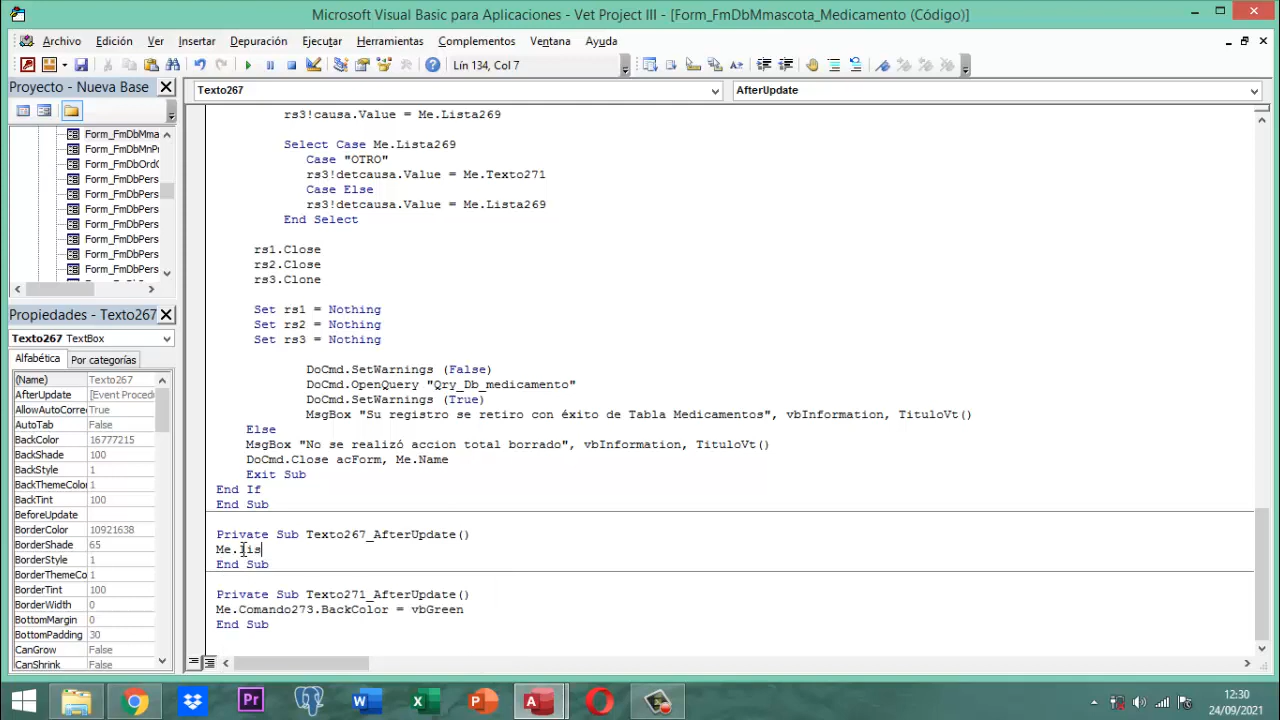 Microsoft Visual Basic para Aplicaciones - Vet Project III - [Form_FmDbMmascota_Medicamento (Código)]
Archivo Edición Ver Insertar Formato Depuración Ejecutar Herramientas Complementos Ventana Ayuda
Lín 134, Col 7
Proyecto - Nueva Base
Texto267
AfterUpdate
Form_FmDbMma
Form_FmDbMnPr
Form_FmDbOrdC
Form_FmDbPers
Form_FmDbPers
Form_FmDbPers
Form_FmDbPers
Form_FmDbPers
Form_FmDbPers
Form_FmDbPers
Propiedades - Texto267
Texto267 TextBox
Alfabética Por categorías
(Name) Texto267
AfterUpdate [Event Procedu
AllowAutoCorrec True
AutoTab False
BackColor 16777215
BackShade 100
BackStyle 1
BackThemeColor 1
BackTint 100
BeforeUpdate
BorderColor 10921638
BorderShade 65
BorderStyle 1
BorderThemeCo 1
BorderTint 100
BorderWidth 0
BottomMargin 0
BottomPadding 30
CanGrow False
CanShrink False
rs3!causa.Value = Me.Lista269
Select Case Me.Lista269
Case "OTRO"
rs3!detcausa.Value = Me.Texto271
Case Else
rs3!detcausa.Value = Me.Lista269
End Select
rs1.Close
rs2.Close
rs3.Clone
Set rs1 = Nothing
Set rs2 = Nothing
Set rs3 = Nothing
DoCmd.SetWarnings (False)
DoCmd.OpenQuery "Qry_Db_medicamento"
DoCmd.SetWarnings (True)
MsgBox "Su registro se retiro con éxito de Tabla Medicamentos", vbInformation, TituloVt()
Else
MsgBox "No se realizó accion total borrado", vbInformation, TituloVt()
DoCmd.Close acForm, Me.Name
Exit Sub
End If
End Sub
Private Sub Texto267_AfterUpdate()
Me.lis
End Sub
Private Sub Texto271_AfterUpdate()
Me.Comando273.BackColor = vbGreen
End Sub
12:30
24/09/2021